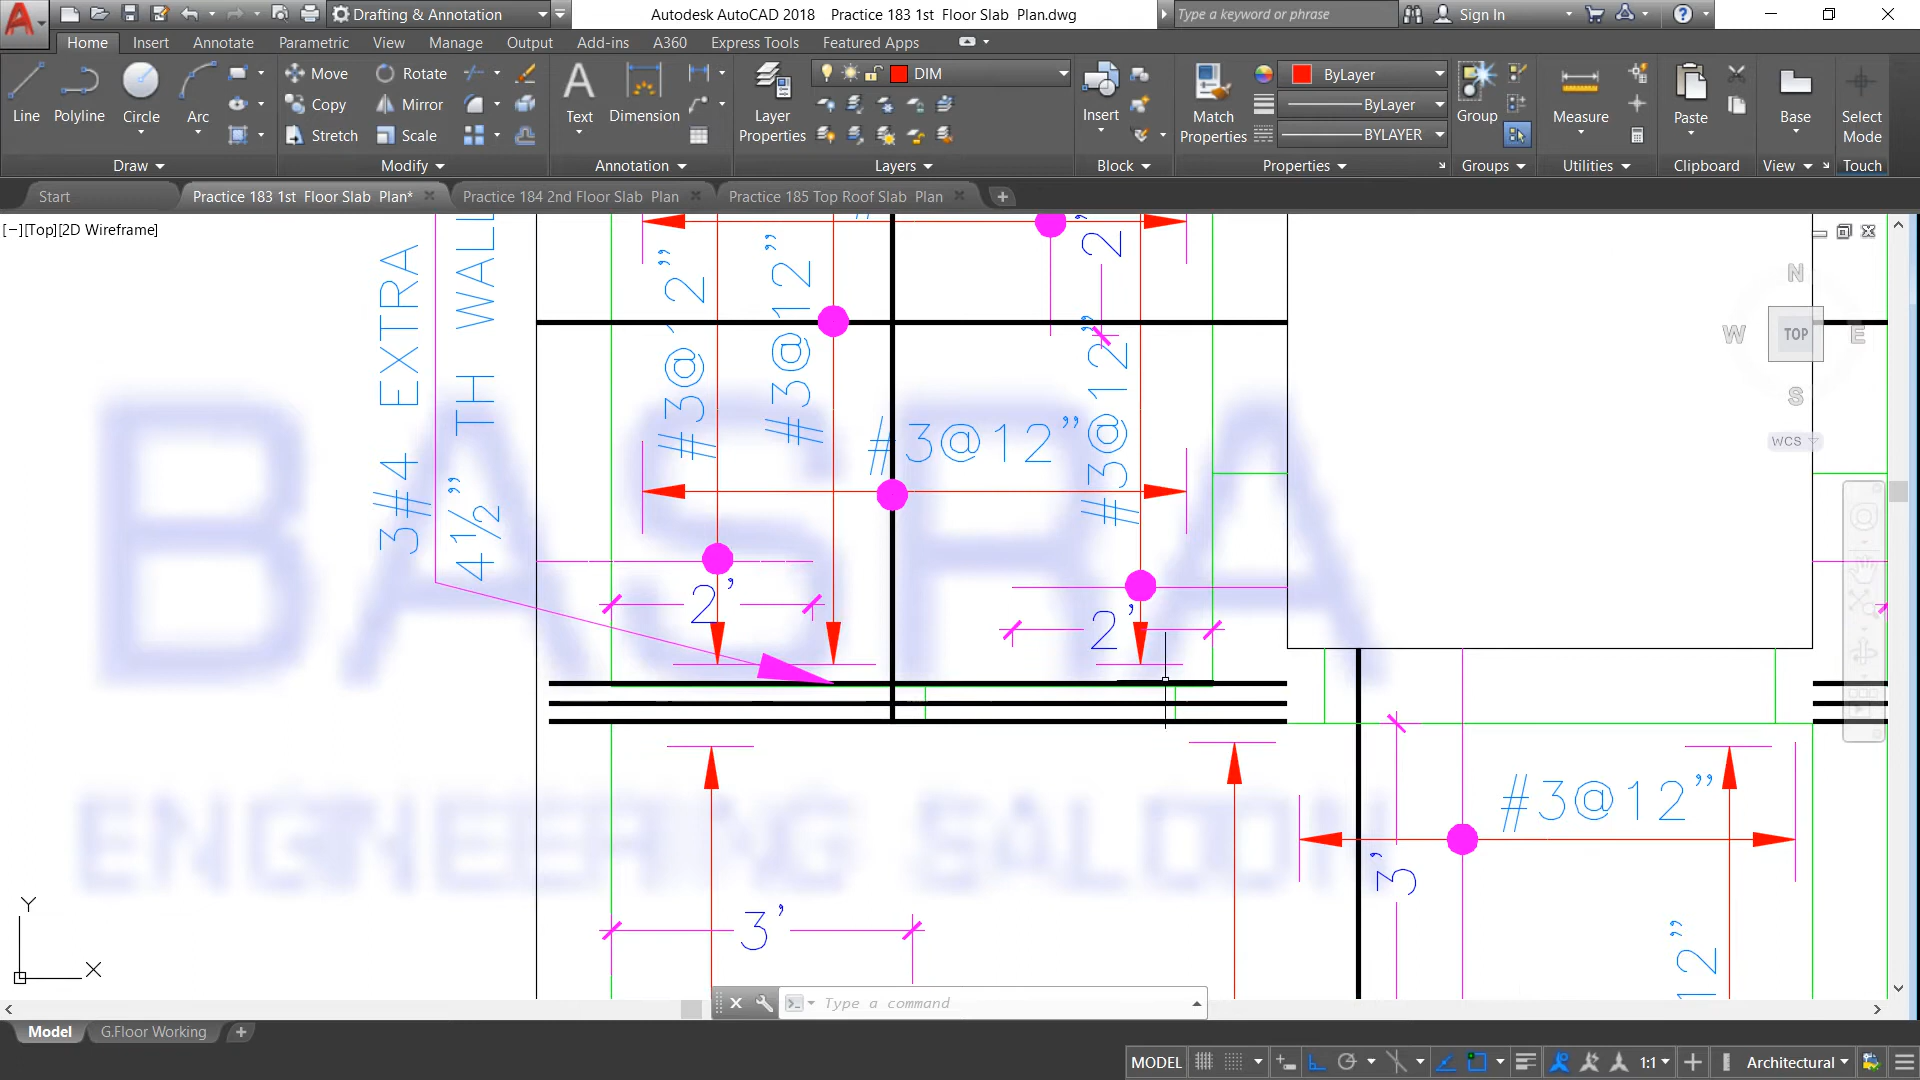 Drafting & Annotation
Autodesk AutoCAD 2018 Practice 183 1st Floor Slab Plan.dwg
Type a keyword or phrase
Sign In
Home Insert Annotate Parametric View Manage Output Add-ins A360 Express Tools Featured Apps
Line Polyline Circle Arc
Move Rotate
Copy Mirror
Stretch Scale
Text Dimension
Layer Properties
DIM
Insert
Match Properties
ByLayer
ByLayer
BYLAYER
Group
Measure
Paste
Base
Select Mode
Draw Modify Annotation Layers Block Properties Groups Utilities Clipboard View Touch
Start Practice 183 1st Floor Slab Plan* Practice 184 2nd Floor Slab Plan Practice 185 Top Roof Slab Plan
[−][Top][2D Wireframe]
N
W TOP E
S
WCS
3#4 EXTRA
4½" TH WALL
#3@12"
#3@12"
#3@12"
2'
#3@12"
2'
2'
BASRA
ENGINEERING SALOON
#3@12"
3'
3'
12"
Y
X
Type a command
Model G.Floor Working
MODEL 1:1 Architectural